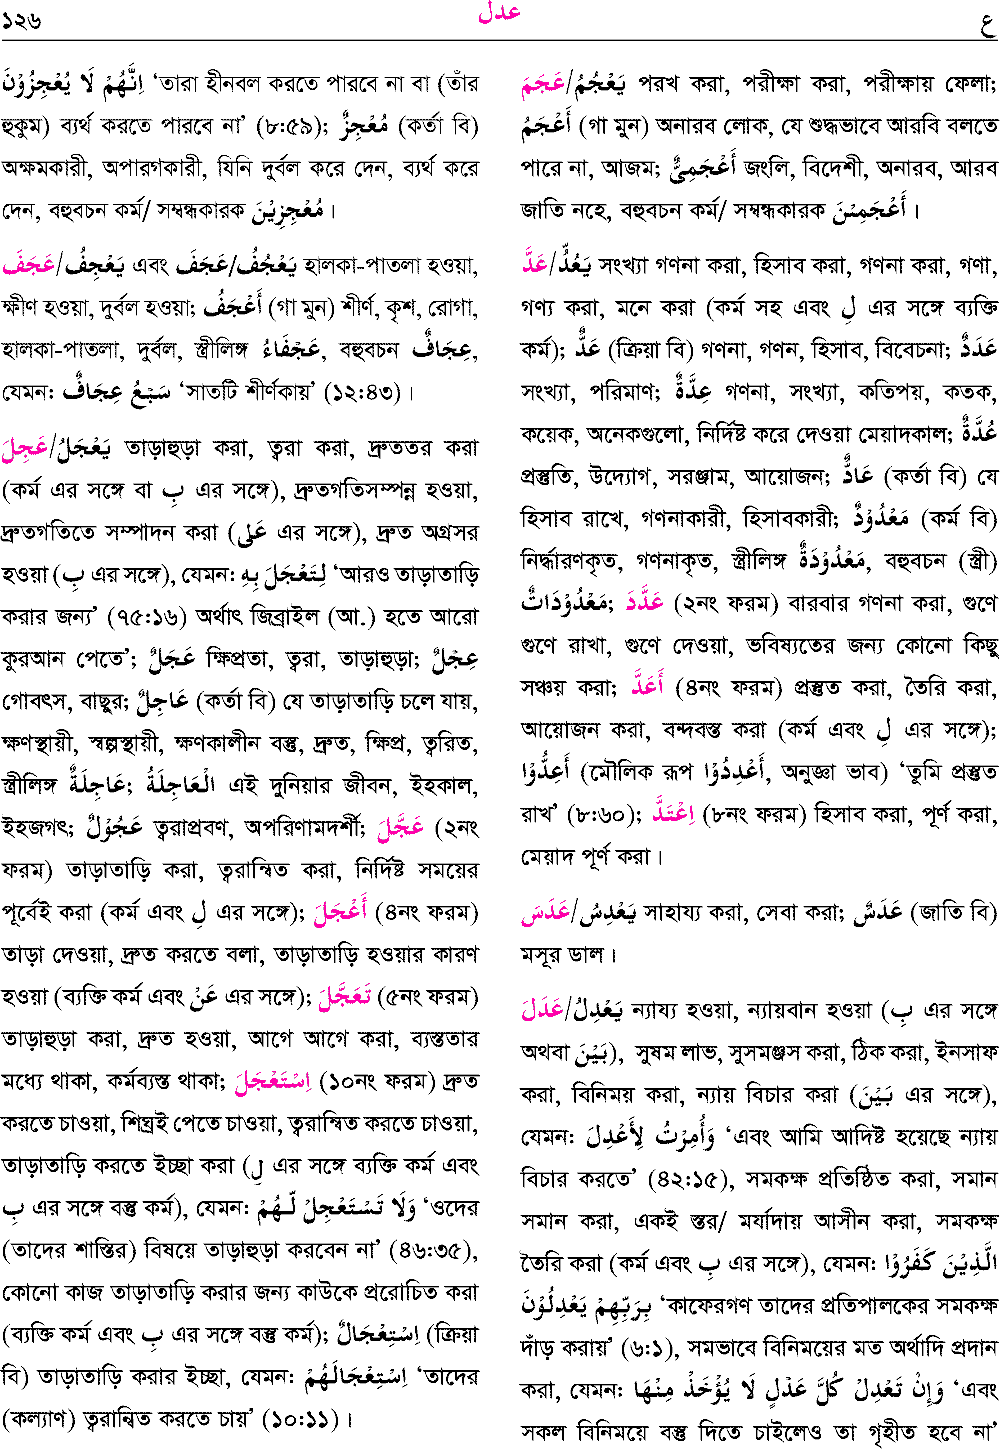 ১২৬ عدل ع
اِنَّهُمْ لَا يُعْجِزُوْنَ ‘তারা হীনবল করতে পারবে না বা (তাঁর
হুকুম) ব্যর্থ করতে পারবে না’ (৮:৫৯); مُعْجِزٌ (কর্তা বি)
অক্ষমকারী, অপারগকারী, যিনি দুর্বল করে দেন, ব্যর্থ করে
দেন, বহুবচন কর্ম/ সম্বন্ধকারক مُعْجِزِيْنَ।
عَجَفَ/يَعْجِفُ এবং عَجَفَ/يَعْجُفُ হালকা-পাতলা হওয়া,
ক্ষীণ হওয়া, দুর্বল হওয়া; أَعْجَفُ (গা মুন) শীর্ণ, কৃশ, রোগা,
হালকা-পাতলা, দুর্বল, স্ত্রীলিঙ্গ عَجْفَاءُ, বহুবচন عِجَافٌ,
যেমন: سَبْعٌ عِجَافٌ ‘সাতটি শীর্ণকায়’ (১২:৪৩)।
عَجِلَ/يَعْجَلُ তাড়াহুড়া করা, ত্বরা করা, দ্রুততর করা
(কর্ম এর সঙ্গে বা بِ এর সঙ্গে), দ্রুতগতিসম্পন্ন হওয়া,
দ্রুতগতিতে সম্পাদন করা (عَلى এর সঙ্গে), দ্রুত অগ্রসর
হওয়া (بِ এর সঙ্গে), যেমন: لِتَعْجَلَ بِهِ ‘আরও তাড়াতাড়ি
করার জন্য’ (৭৫:১৬) অর্থাৎ জিব্রাইল (আ.) হতে আরো
কুরআন পেতে’; عَجَلٌ ক্ষিপ্রতা, ত্বরা, তাড়াহুড়া; عِجْلٌ
গোবৎস, বাছুর; عَاجِلٌ (কর্তা বি) যে তাড়াতাড়ি চলে যায়,
ক্ষণস্থায়ী, স্বল্পস্থায়ী, ক্ষণকালীন বস্তু, দ্রুত, ক্ষিপ্র, ত্বরিত,
স্ত্রীলিঙ্গ عَاجِلَةٌ; الْعَاجِلَةُ এই দুনিয়ার জীবন, ইহকাল,
ইহজগৎ; عَجُوْلٌ ত্বরাপ্রবণ, অপরিণামদর্শী; عَجَّلَ (২নং
ফরম) তাড়াতাড়ি করা, ত্বরান্বিত করা, নির্দিষ্ট সময়ের
পূর্বেই করা (কর্ম এবং لِ এর সঙ্গে); أَعْجَلَ (৪নং ফরম)
তাড়া দেওয়া, দ্রুত করতে বলা, তাড়াতাড়ি হওয়ার কারণ
হওয়া (ব্যক্তি কর্ম এবং عَنْ এর সঙ্গে); تَعَجَّلَ (৫নং ফরম)
তাড়াহুড়া করা, দ্রুত হওয়া, আগে আগে করা, ব্যস্ততার
মধ্যে থাকা, কর্মব্যস্ত থাকা; اِسْتَعْجَلَ (১০নং ফরম) দ্রুত
করতে চাওয়া, শিঘ্রই পেতে চাওয়া, ত্বরান্বিত করতে চাওয়া,
তাড়াতাড়ি করতে ইচ্ছা করা (لِ এর সঙ্গে ব্যক্তি কর্ম এবং
بِ এর সঙ্গে বস্তু কর্ম), যেমন: وَلَا تَسْتَعْجِلْ لَّهُمْ ‘ওদের
(তাদের শাস্তির) বিষয়ে তাড়াহুড়া করবেন না’ (৪৬:৩৫),
কোনো কাজ তাড়াতাড়ি করার জন্য কাউকে প্ররোচিত করা
(ব্যক্তি কর্ম এবং بِ এর সঙ্গে বস্তু কর্ম); اِسْتِعْجَالٌ (ক্রিয়া
বি) তাড়াতাড়ি করার ইচ্ছা, যেমন: اِسْتِعْجَالَهُمْ ‘তাদের
(কল্যাণ) ত্বরান্বিত করতে চায়’ (১০:১১)।
عَجَمَ/يَعْجُمُ পরখ করা, পরীক্ষা করা, পরীক্ষায় ফেলা;
أَعْجَمُ (গা মুন) অনারব লোক, যে শুদ্ধভাবে আরবি বলতে
পারে না, আজম; أَعْجَمِىٌّ জংলি, বিদেশী, অনারব, আরব
জাতি নহে, বহুবচন কর্ম/ সম্বন্ধকারক أَعْجَمِيْنَ।
عَدَّ/يَعُدُّ সংখ্যা গণনা করা, হিসাব করা, গণনা করা, গণা,
গণ্য করা, মনে করা (কর্ম সহ এবং لِ এর সঙ্গে ব্যক্তি
কর্ম); عَدٌّ (ক্রিয়া বি) গণনা, গণন, হিসাব, বিবেচনা; عَدَدٌ
সংখ্যা, পরিমাণ; عِدَّةٌ গণনা, সংখ্যা, কতিপয়, কতক,
কয়েক, অনেকগুলো, নির্দিষ্ট করে দেওয়া মেয়াদকাল; عُدَّةٌ
প্রস্তুতি, উদ্যোগ, সরঞ্জাম, আয়োজন; عَادٌّ (কর্তা বি) যে
হিসাব রাখে, গণনাকারী, হিসাবকারী; مَعْدُوْدٌ (কর্ম বি)
নির্দ্ধারণকৃত, গণনাকৃত, স্ত্রীলিঙ্গ مَعْدُوْدَةٌ, বহুবচন (স্ত্রী)
مَعْدُوْدَاتٌ; عَدَّدَ (২নং ফরম) বারবার গণনা করা, গুণে
গুণে রাখা, গুণে দেওয়া, ভবিষ্যতের জন্য কোনো কিছু
সঞ্চয় করা; أَعَدَّ (৪নং ফরম) প্রস্তুত করা, তৈরি করা,
আয়োজন করা, বন্দবস্ত করা (কর্ম এবং لِ এর সঙ্গে);
أَعِدُّوْا (মৌলিক রূপ أَعْدِدُوْا, অনুজ্ঞা ভাব) ‘তুমি প্রস্তুত
রাখ’ (৮:৬০); اِعْتَدَّ (৮নং ফরম) হিসাব করা, পূর্ণ করা,
মেয়াদ পূর্ণ করা।
عَدَسَ/يَعْدِسُ সাহায্য করা, সেবা করা; عَدَسٌ (জাতি বি)
মসূর ডাল।
عَدَلَ/يَعْدِلُ ন্যায্য হওয়া, ন্যায়বান হওয়া (بِ এর সঙ্গে
অথবা بَيْنَ), সুষম লাভ, সুসমঞ্জস করা, ঠিক করা, ইনসাফ
করা, বিনিময় করা, ন্যায় বিচার করা (بَيْنَ এর সঙ্গে),
যেমন: وَأُمِرْتُ لِأَعْدِلَ ‘এবং আমি আদিষ্ট হয়েছে ন্যায়
বিচার করতে’ (৪২:১৫), সমকক্ষ প্রতিষ্ঠিত করা, সমান
সমান করা, একই স্তর/ মর্যাদায় আসীন করা, সমকক্ষ
তৈরি করা (কর্ম এবং بِ এর সঙ্গে), যেমন: الَّذِيْنَ كَفَرُوْا
بِرَبِّهِمْ يَعْدِلُوْنَ ‘কাফেরগণ তাদের প্রতিপালকের সমকক্ষ
দাঁড় করায়’ (৬:১), সমভাবে বিনিময়ের মত অর্থাদি প্রদান
করা, যেমন: وَاِنْ تَعْدِلْ كُلَّ عَدْلٍ لَا يُؤْخَذْ مِنْهَا ‘এবং
সকল বিনিময়ে বস্তু দিতে চাইলেও তা গৃহীত হবে না’